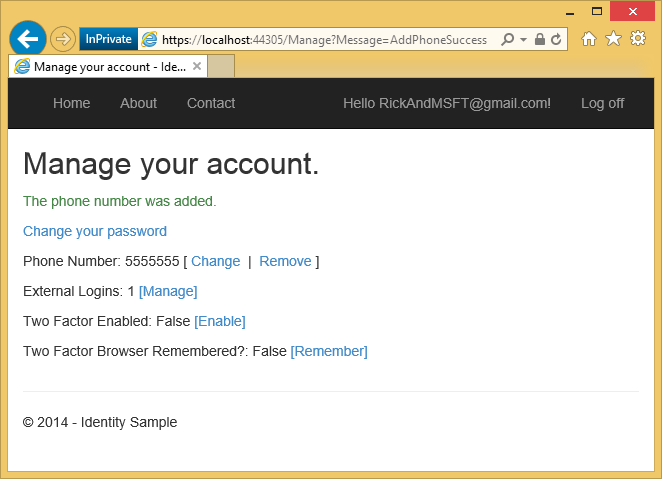 InPrivate https://localhost:44305/Manage?Message=AddPhoneSuccess
Manage your account - Ide...
Home About Contact Hello RickAndMSFT@gmail.com! Log off
Manage your account.
The phone number was added.
Change your password
Phone Number: 5555555 [ Change | Remove ]
External Logins: 1 [Manage]
Two Factor Enabled: False [Enable]
Two Factor Browser Remembered?: False [Remember]
© 2014 - Identity Sample